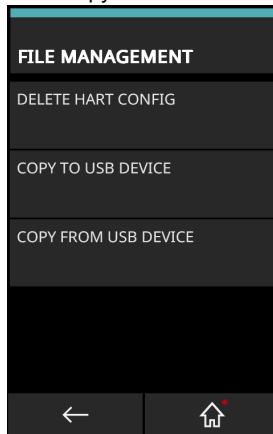 FILE MANAGEMENT
DELETE HART CONFIG
COPY TO USB DEVICE
COPY FROM USB DEVICE